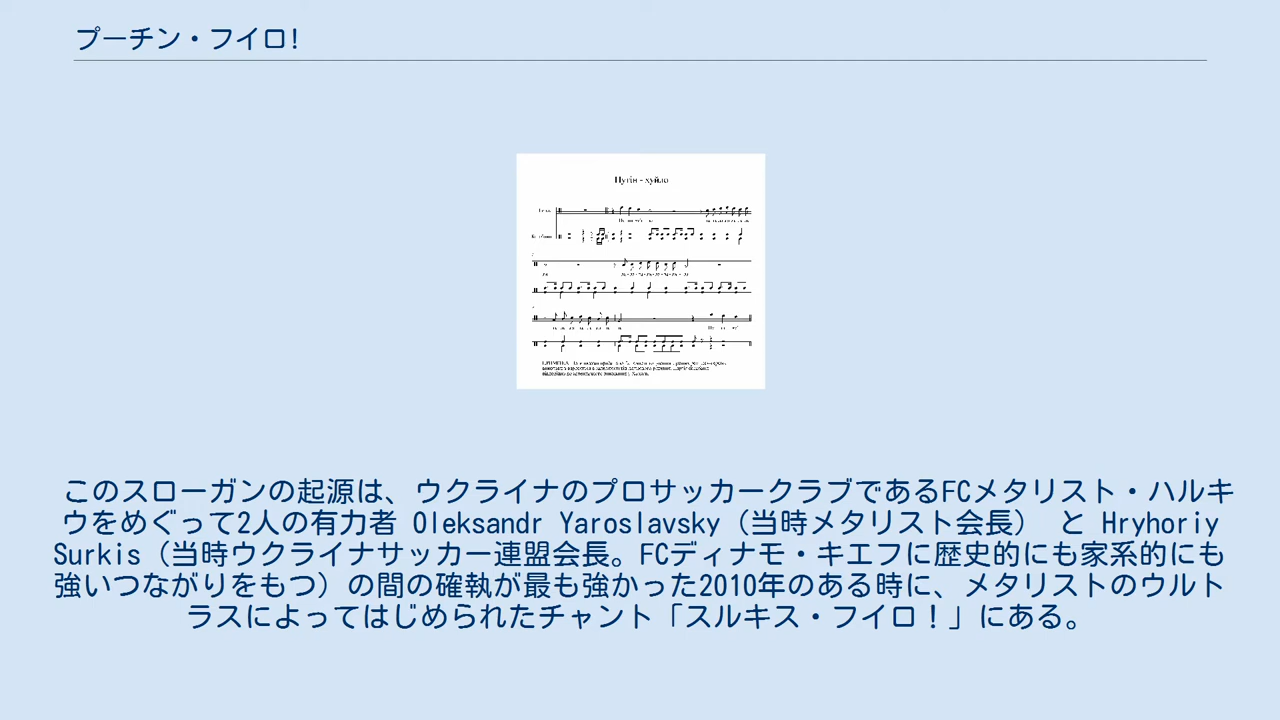 プーチン・フイロ!
Путін - хуйло
このスローガンの起源は、ウクライナのプロサッカークラブであるFCメタリスト・ハルキ
ウをめぐって2人の有力者 Oleksandr Yaroslavsky（当時メタリスト会長） と Hryhoriy
Surkis（当時ウクライナサッカー連盟会長。FCディナモ・キエフに歴史的にも家系的にも
強いつながりをもつ）の間の確執が最も強かった2010年のある時に、メタリストのウルト
ラスによってはじめられたチャント「スルキス・フイロ！」にある。